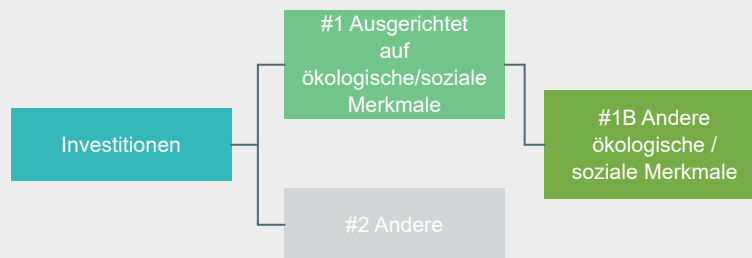 #1 Ausgerichtet
auf
ökologische/soziale
Merkmale
Investitionen
#1B Andere
ökologische /
soziale Merkmale
#2 Andere